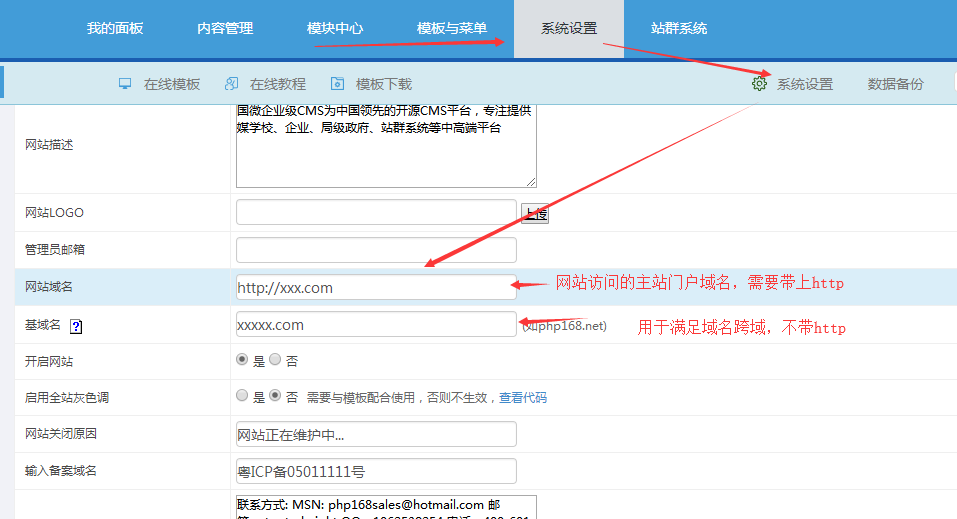 我的面板 内容管理 模块中心 模板与菜单 系统设置 站群系统
在线模板 在线教程 模板下载 系统设置 数据备份
国微企业级CMS为中国领先的开源CMS平台，专注提供
媒学校、企业、局级政府、站群系统等中高端平台
网站描述
网站LOGO 上传
管理员邮箱
网站域名 http://xxx.com 网站访问的主站门户域名，需要带上http
基域名 ? xxxxx.com (如php168.net) 用于满足域名跨域，不带http
开启网站 是 否
启用全站灰色调 是 否 需要与模板配合使用，否则不生效，查看代码
网站关闭原因 网站正在维护中...
输入备案域名 粤ICP备05011111号
联系方式: MSN: php168sales@hotmail.com 邮